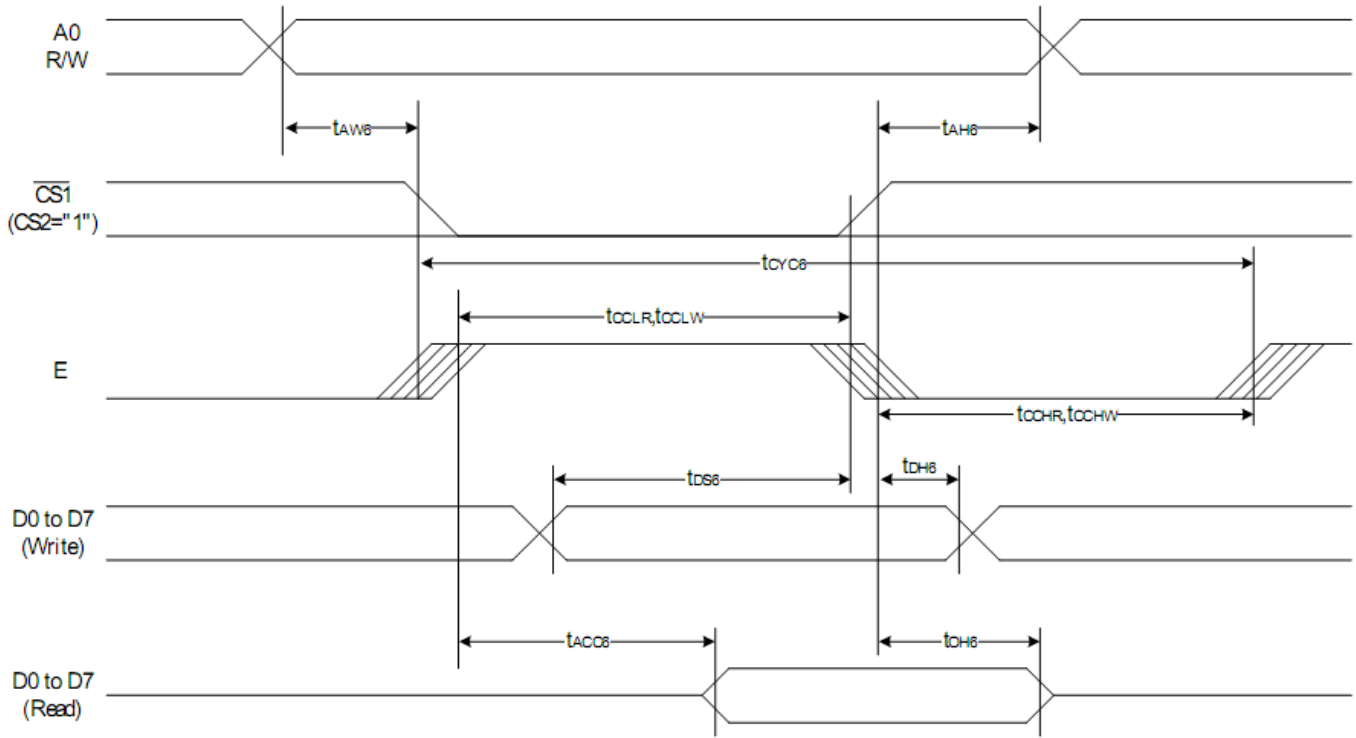 A0
R/W
tAW6
tAH6
CS1
(CS2="1")
tCYC6
tCCLR,tCCLW
E
tCCHR,tCCHW
tDS6
tDH6
D0 to D7
(Write)
tACC6
tOH6
D0 to D7
(Read)